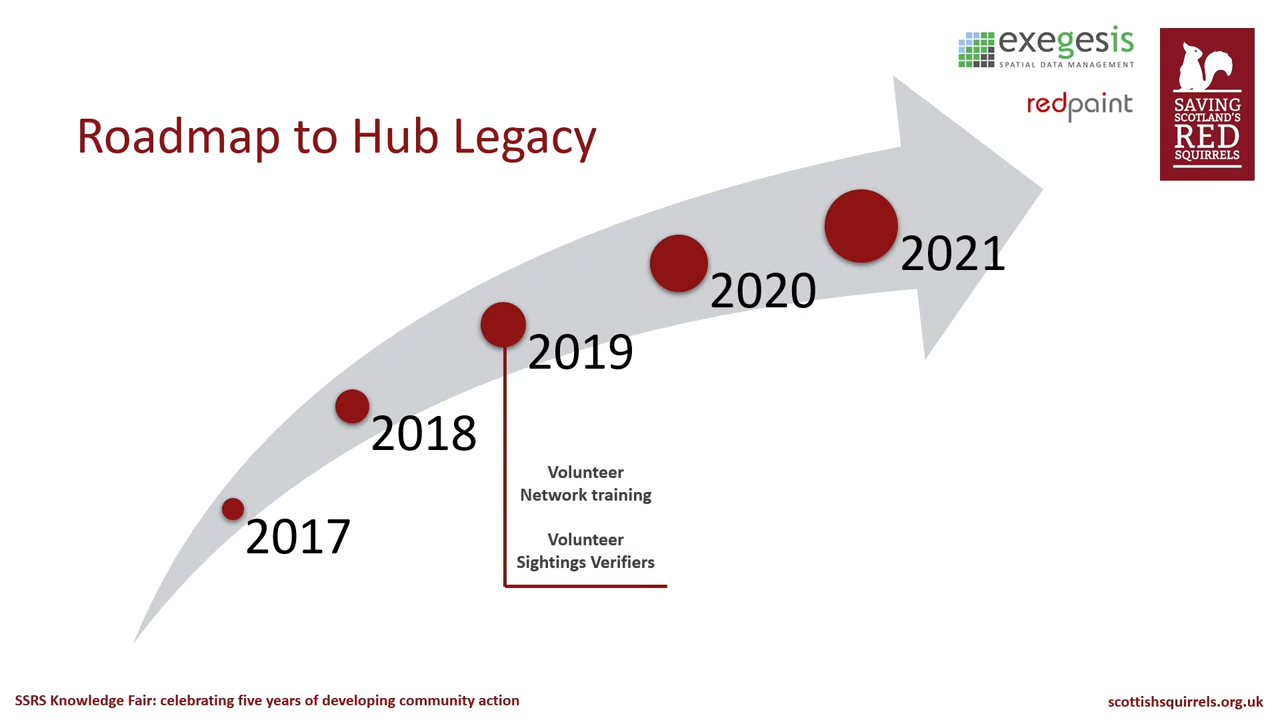 exegesis
SPATIAL DATA MANAGEMENT
redpaint
SAVING
SCOTLAND'S
RED
SQUIRRELS
Roadmap to Hub Legacy
2021
2020
2019
2018
2017
Volunteer
Network training
Volunteer
Sightings Verifiers
SSRS Knowledge Fair: celebrating five years of developing community action
scottishsquirrels.org.uk